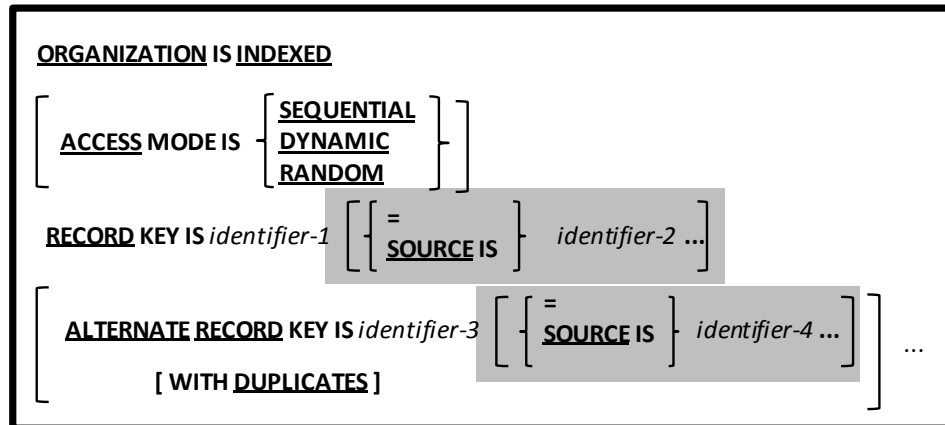 ORGANIZATION IS INDEXED
SEQUENTIAL
ACCESS MODE IS DYNAMIC
RANDOM
=
RECORD KEY IS identifier-1 SOURCE IS identifier-2 ...
=
ALTERNATE RECORD KEY IS identifier-3 SOURCE IS identifier-4 ... ...
[ WITH DUPLICATES ]